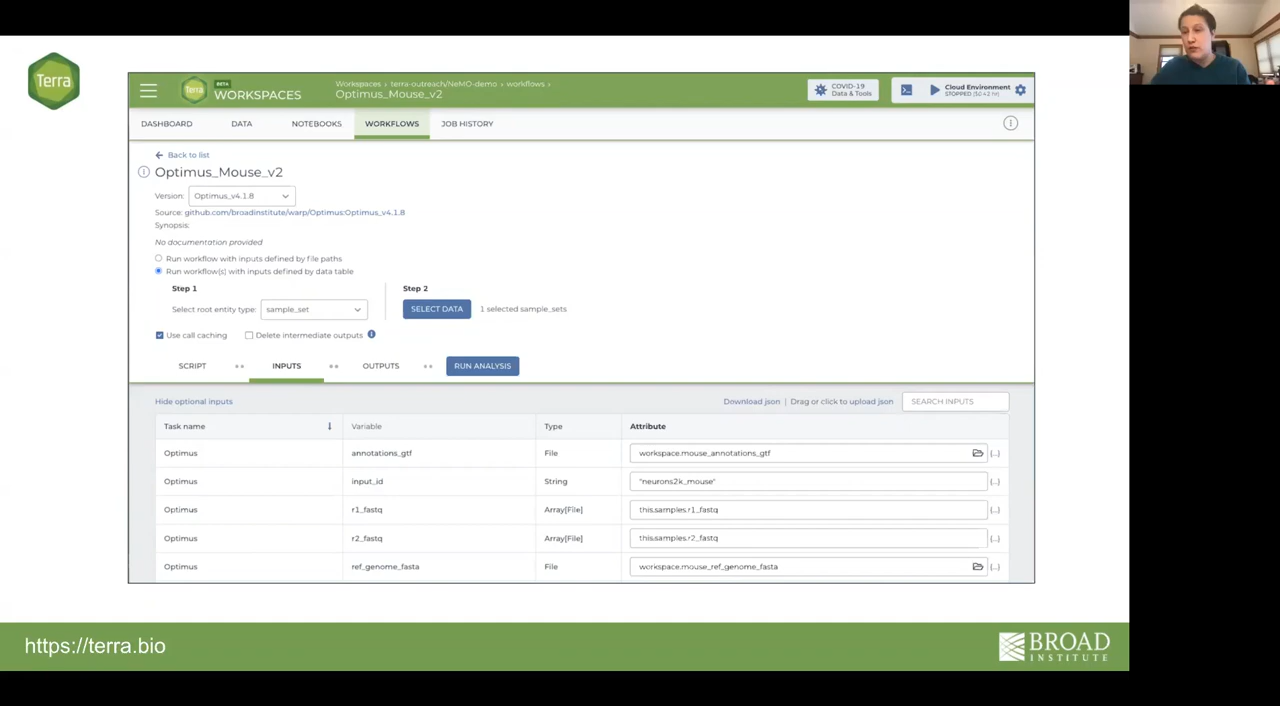 Terra
Terra
BETA
WORKSPACES
Workspaces › terra-outreach/NeMO-demo › workflows ›
Optimus_Mouse_v2
COVID-19
Data & Tools
Cloud Environment
STOPPED ($0.42 hr)
DASHBOARD
DATA
NOTEBOOKS
WORKFLOWS
JOB HISTORY
Back to list
Optimus_Mouse_v2
Version: Optimus_v4.1.8
Source: github.com/broadinstitute/warp/Optimus:Optimus_v4.1.8
Synopsis:
No documentation provided
Run workflow with inputs defined by file paths
Run workflow(s) with inputs defined by data table
Step 1
Select root entity type: sample_set
Step 2
SELECT DATA 1 selected sample_sets
Use call caching Delete intermediate outputs
SCRIPT INPUTS OUTPUTS RUN ANALYSIS
Hide optional inputs Download json | Drag or click to upload json SEARCH INPUTS
Task name Variable Type Attribute
Optimus annotations_gtf File workspace.mouse_annotations_gtf {...}
Optimus input_id String "neurons2k_mouse" {...}
Optimus r1_fastq Array[File] this.samples.r1_fastq {...}
Optimus r2_fastq Array[File] this.samples.r2_fastq {...}
Optimus ref_genome_fasta File workspace.mouse_ref_genome_fasta {...}
https://terra.bio
BROAD
INSTITUTE